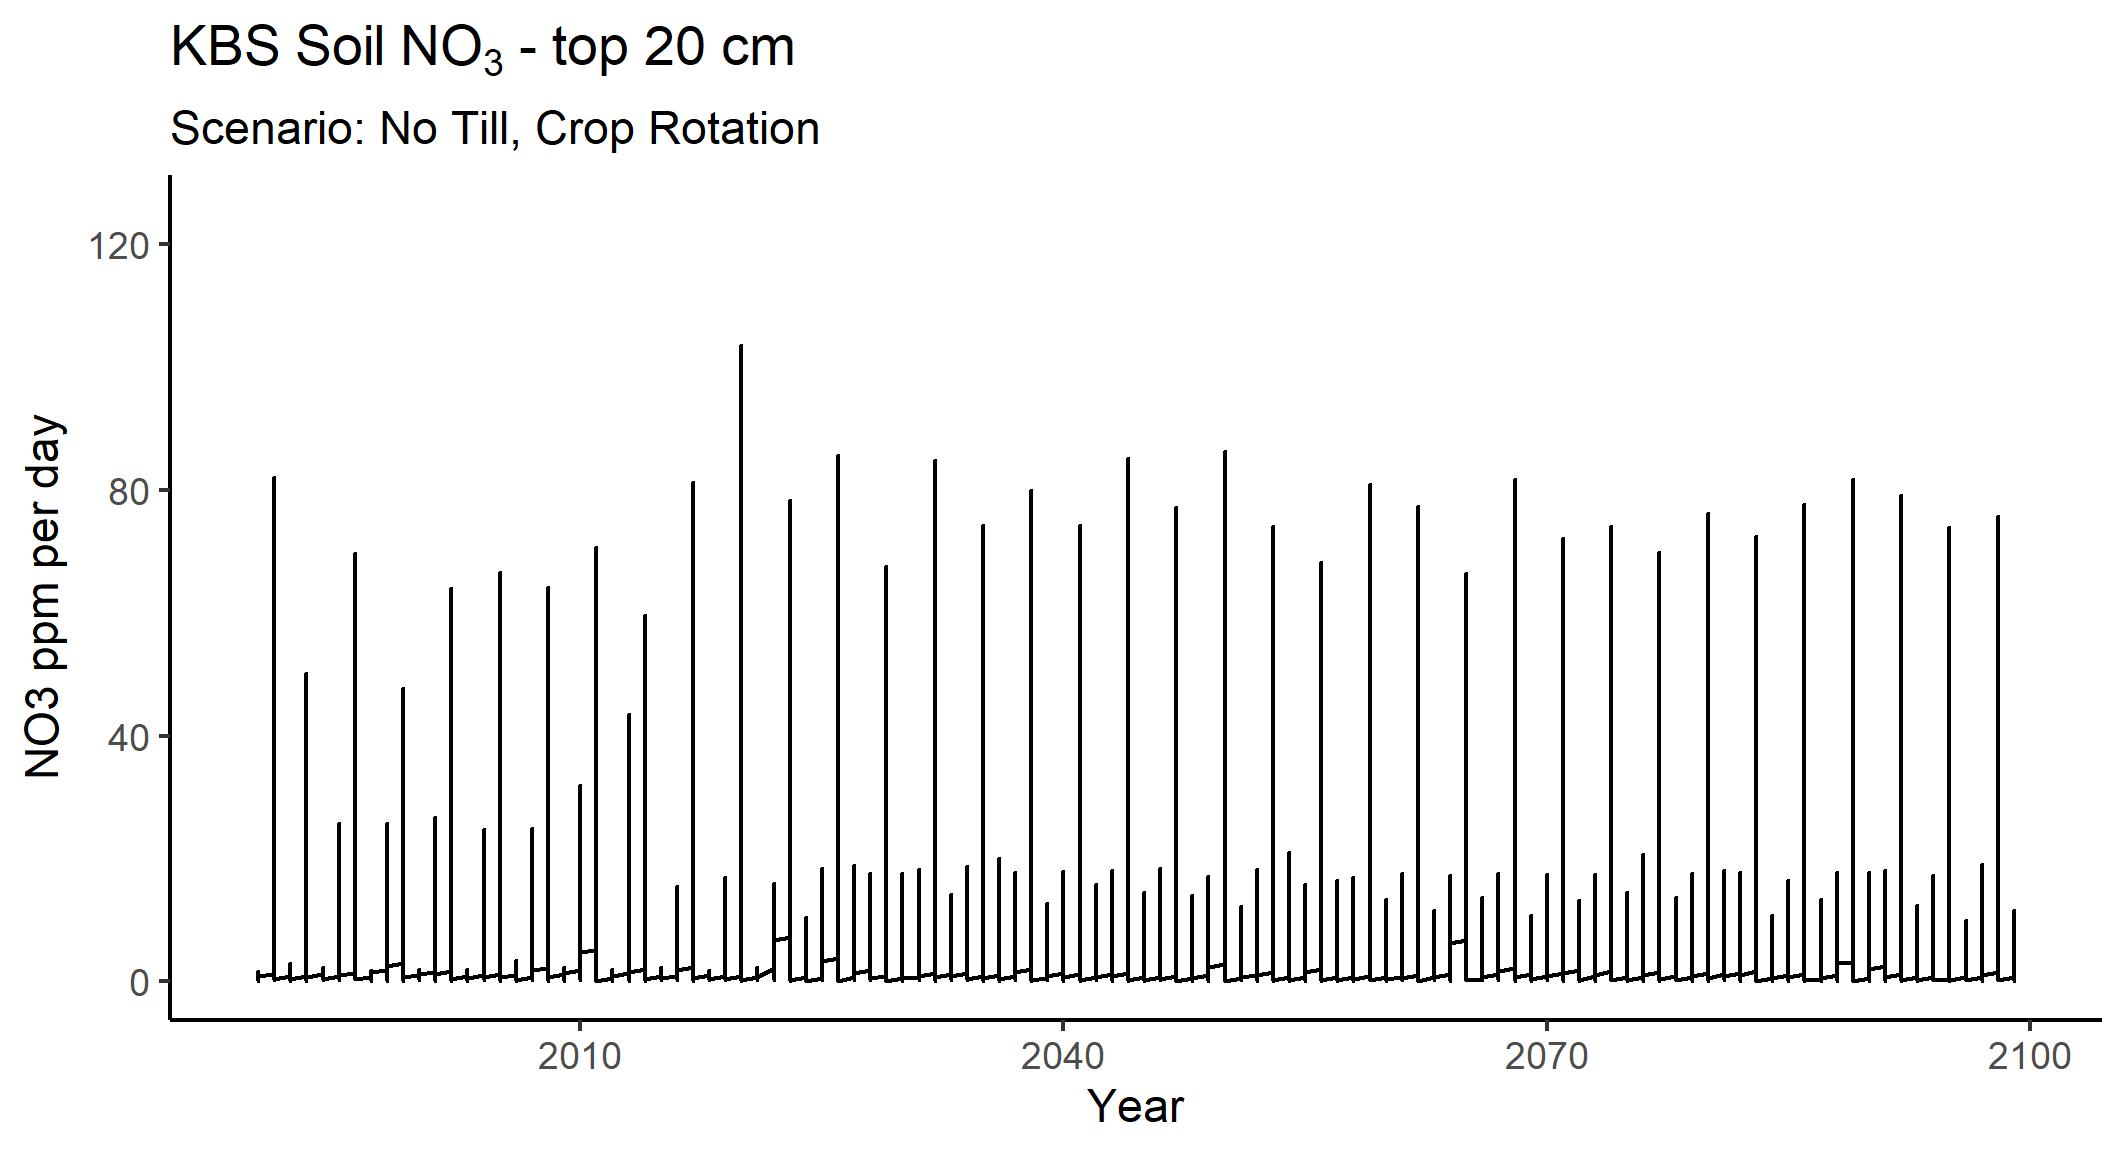 KBS Soil NO₃ - top 20 cm
Scenario: No Till, Crop Rotation
NO3 ppm per day
120
80
40
0
2010 2040 2070 2100
Year